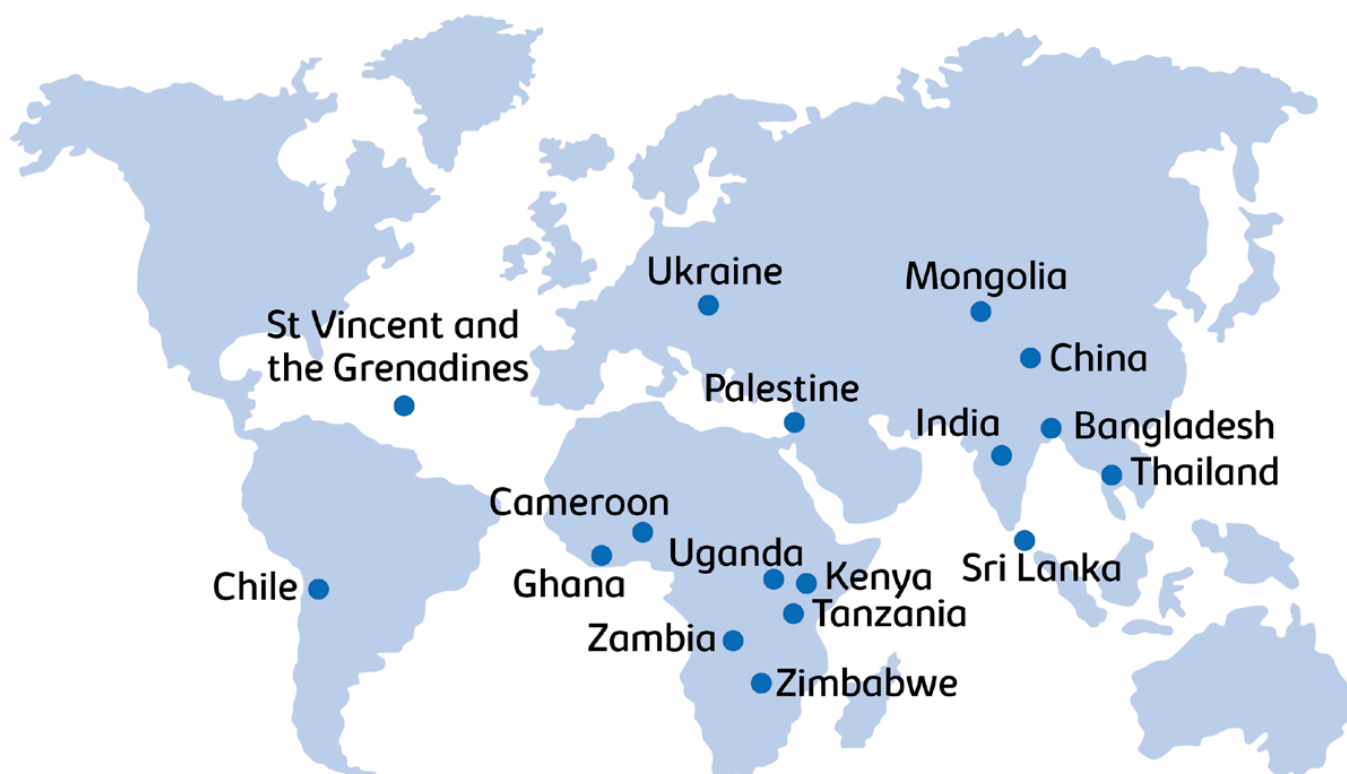 Ukraine
Mongolia
St Vincent and
the Grenadines
China
Palestine
India
Bangladesh
Thailand
Cameroon
Uganda
Sri Lanka
Chile
Ghana
Kenya
Tanzania
Zambia
Zimbabwe